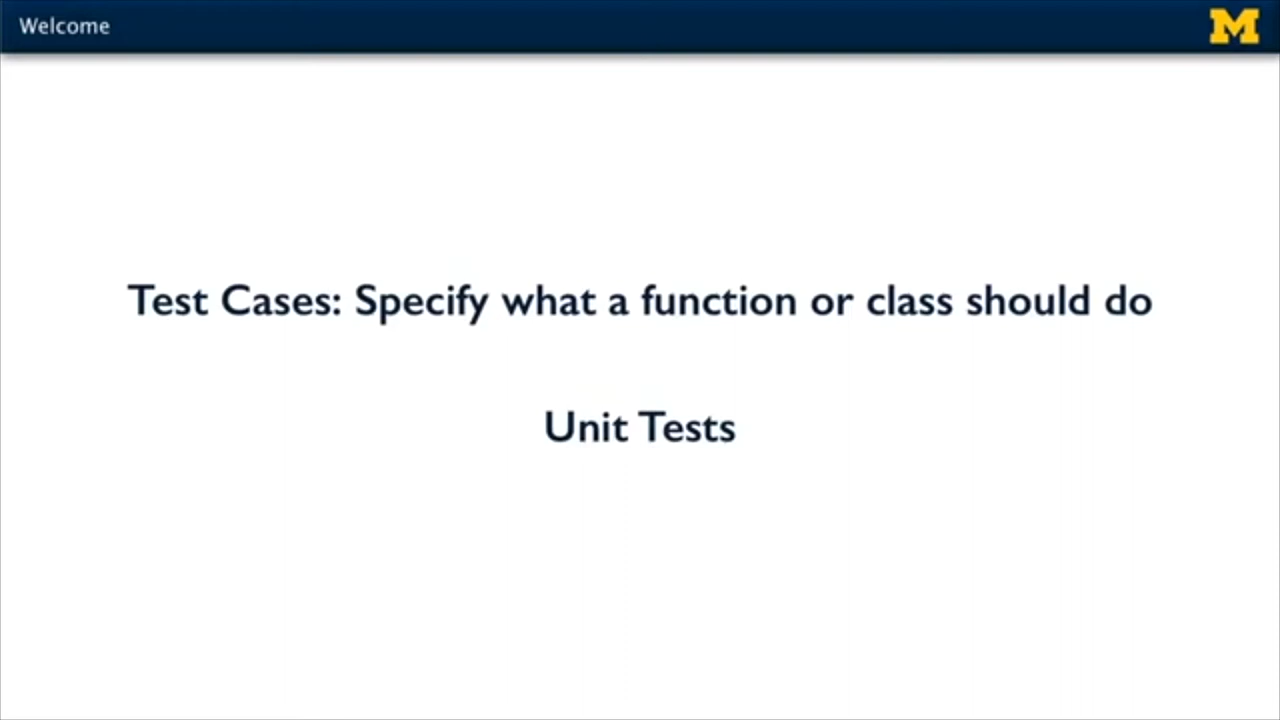 Welcome
M
Test Cases: Specify what a function or class should do
Unit Tests